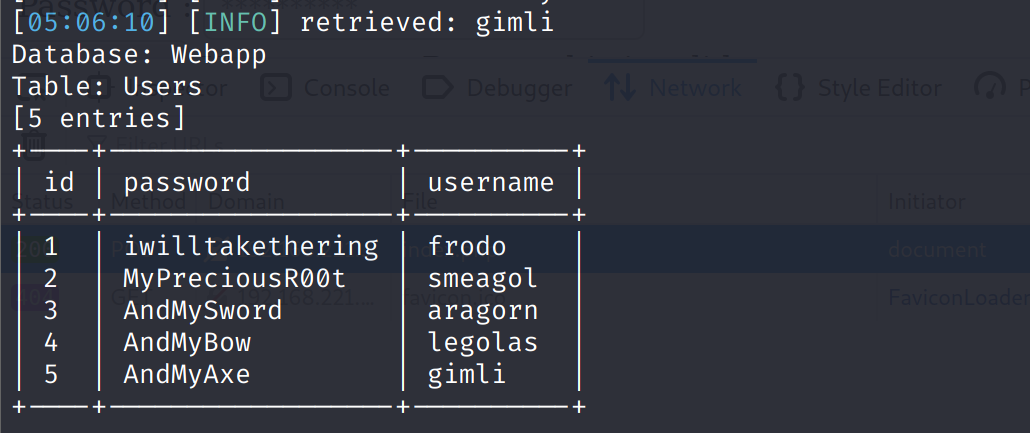 Password :
[05:06:10] [INFO] retrieved: gimli
Database: Webapp
Table: Users
[5 entries]
Console Debugger Network Style Editor
+----+------------------+----------+
| id | password | username |
+----+------------------+----------+
Status Method Domain File Initiator
| 1 | iwilltakethering | frodo | document
| 2 | MyPreciousR00t | smeagol | FaviconLoader
| 3 | AndMySword | aragorn |
| 4 | AndMyBow | legolas |
| 5 | AndMyAxe | gimli |
+----+------------------+----------+